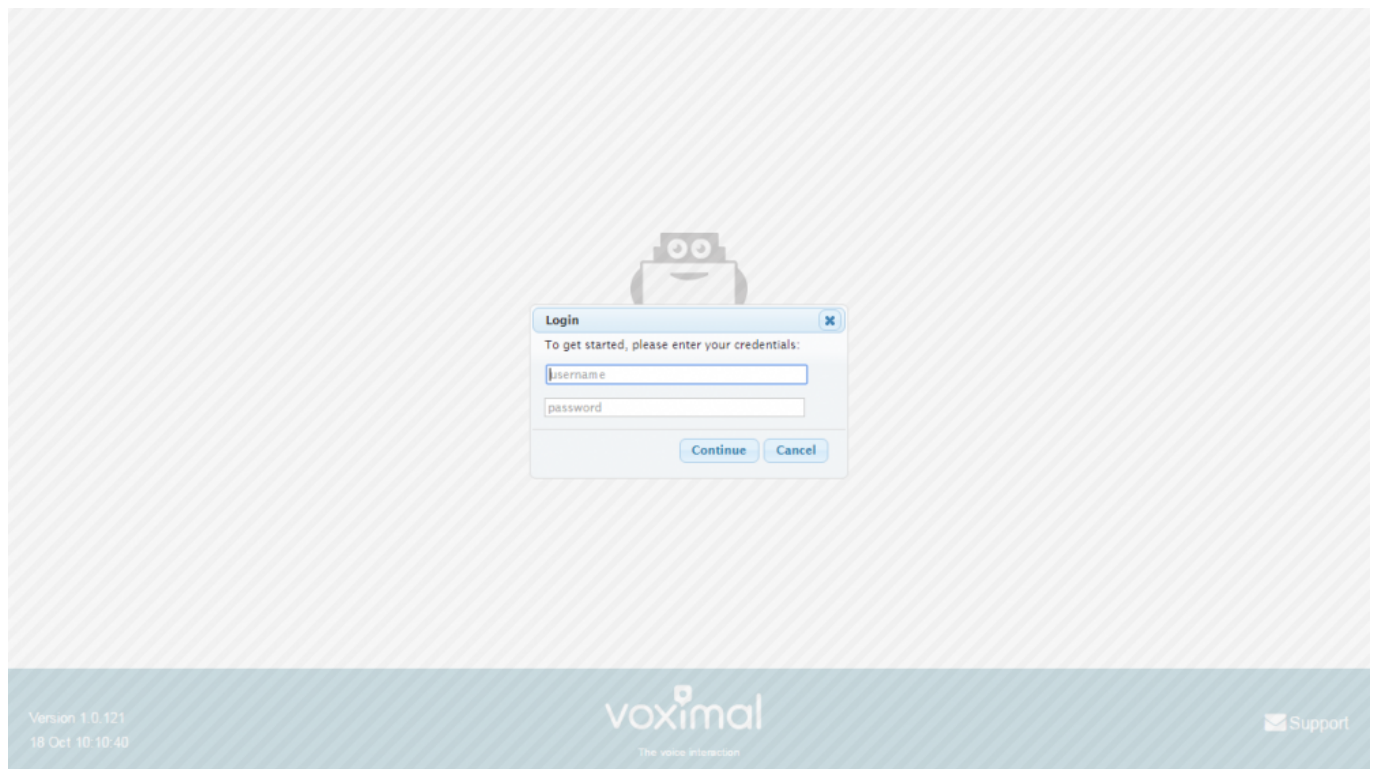 Login
To get started, please enter your credentials:
username
password
Continue Cancel
Version 1.0.121
18 Oct 10:10:40
voximal
The voice interaction
Support